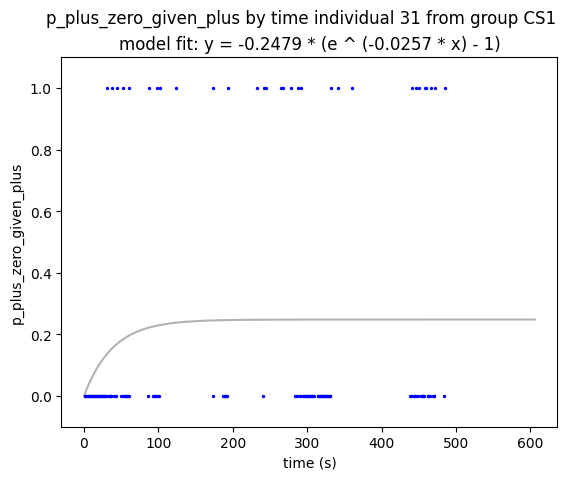 p_plus_zero_given_plus by time individual 31 from group CS1
model fit: y = -0.2479 * (e ^ (-0.0257 * x) - 1)
p_plus_zero_given_plus
1.0
0.8
0.6
0.4
0.2
0.0
0 100 200 300 400 500 600
time (s)